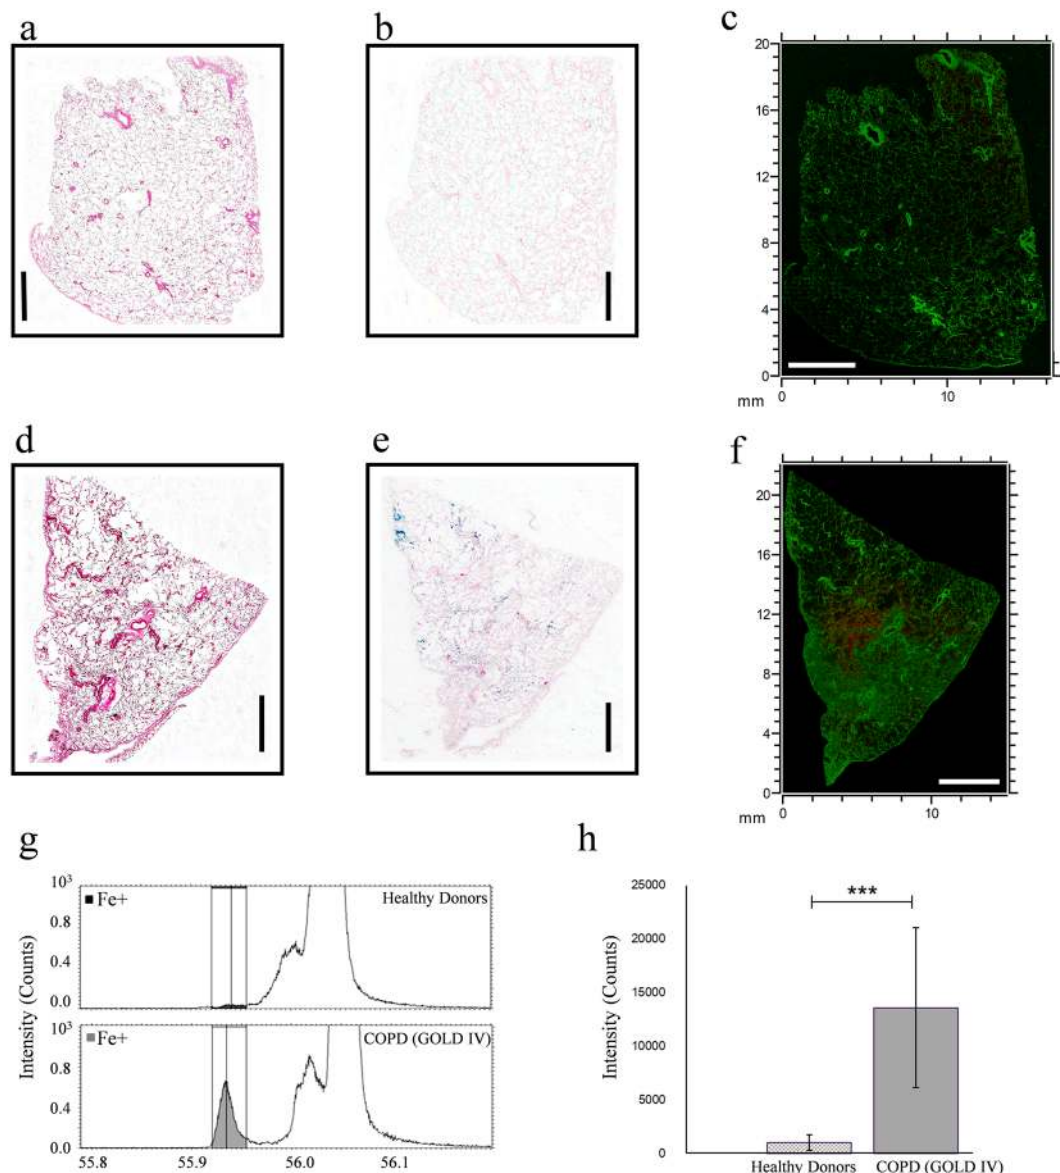 a
b
c
20
16
12
8
4
0
mm
0
10
d
e
f
20
16
12
8
4
0
mm
0
10
g
10³
Fe+
Healthy Donors
0.8
0.4
0.0
10³
Fe+
COPD (GOLD IV)
0.8
0.4
0.0
Intensity (Counts)
Intensity (Counts)
55.8
55.9
56.0
56.1
h
25000
20000
15000
10000
5000
0
Intensity (Counts)
***
Healthy Donors
COPD (GOLD IV)